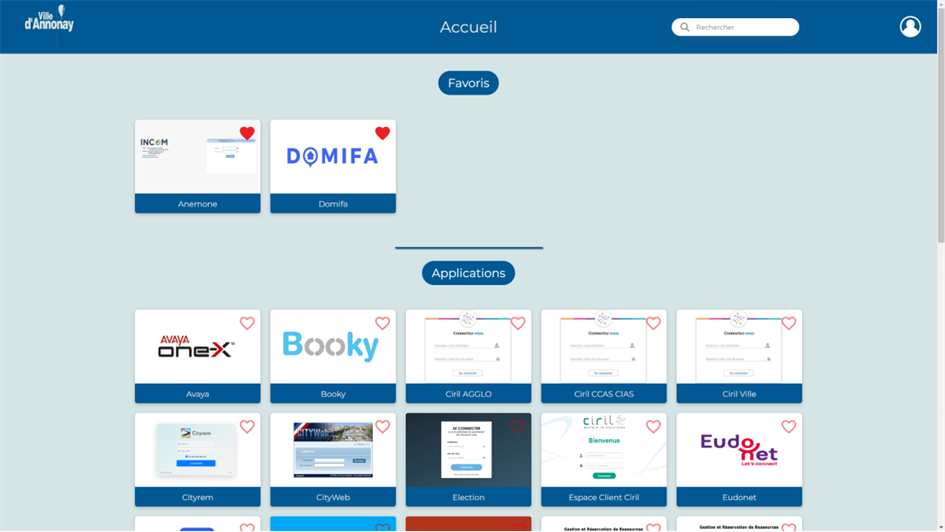 Ville
d'Annonay
Accueil
Rechercher
Favoris
INCOM
DOMIFA
Anemone
Domifa
Applications
AVAYA
one-X
Booky
Connectez-vous
Connectez-vous
Connectez-vous
Se connecter
Se connecter
Se connecter
Avaya
Booky
Ciril AGGLO
Ciril CCAS CIAS
Ciril Ville
Cityrem
CITYWeb
SE CONNECTER
ciril
Bienvenue
Eudonet
Let's connect
Cityrem
CityWeb
Election
Espace Client Ciril
Eudonet
Gestion et Réservation de Ressources
Gestion et Réservation de Ressources